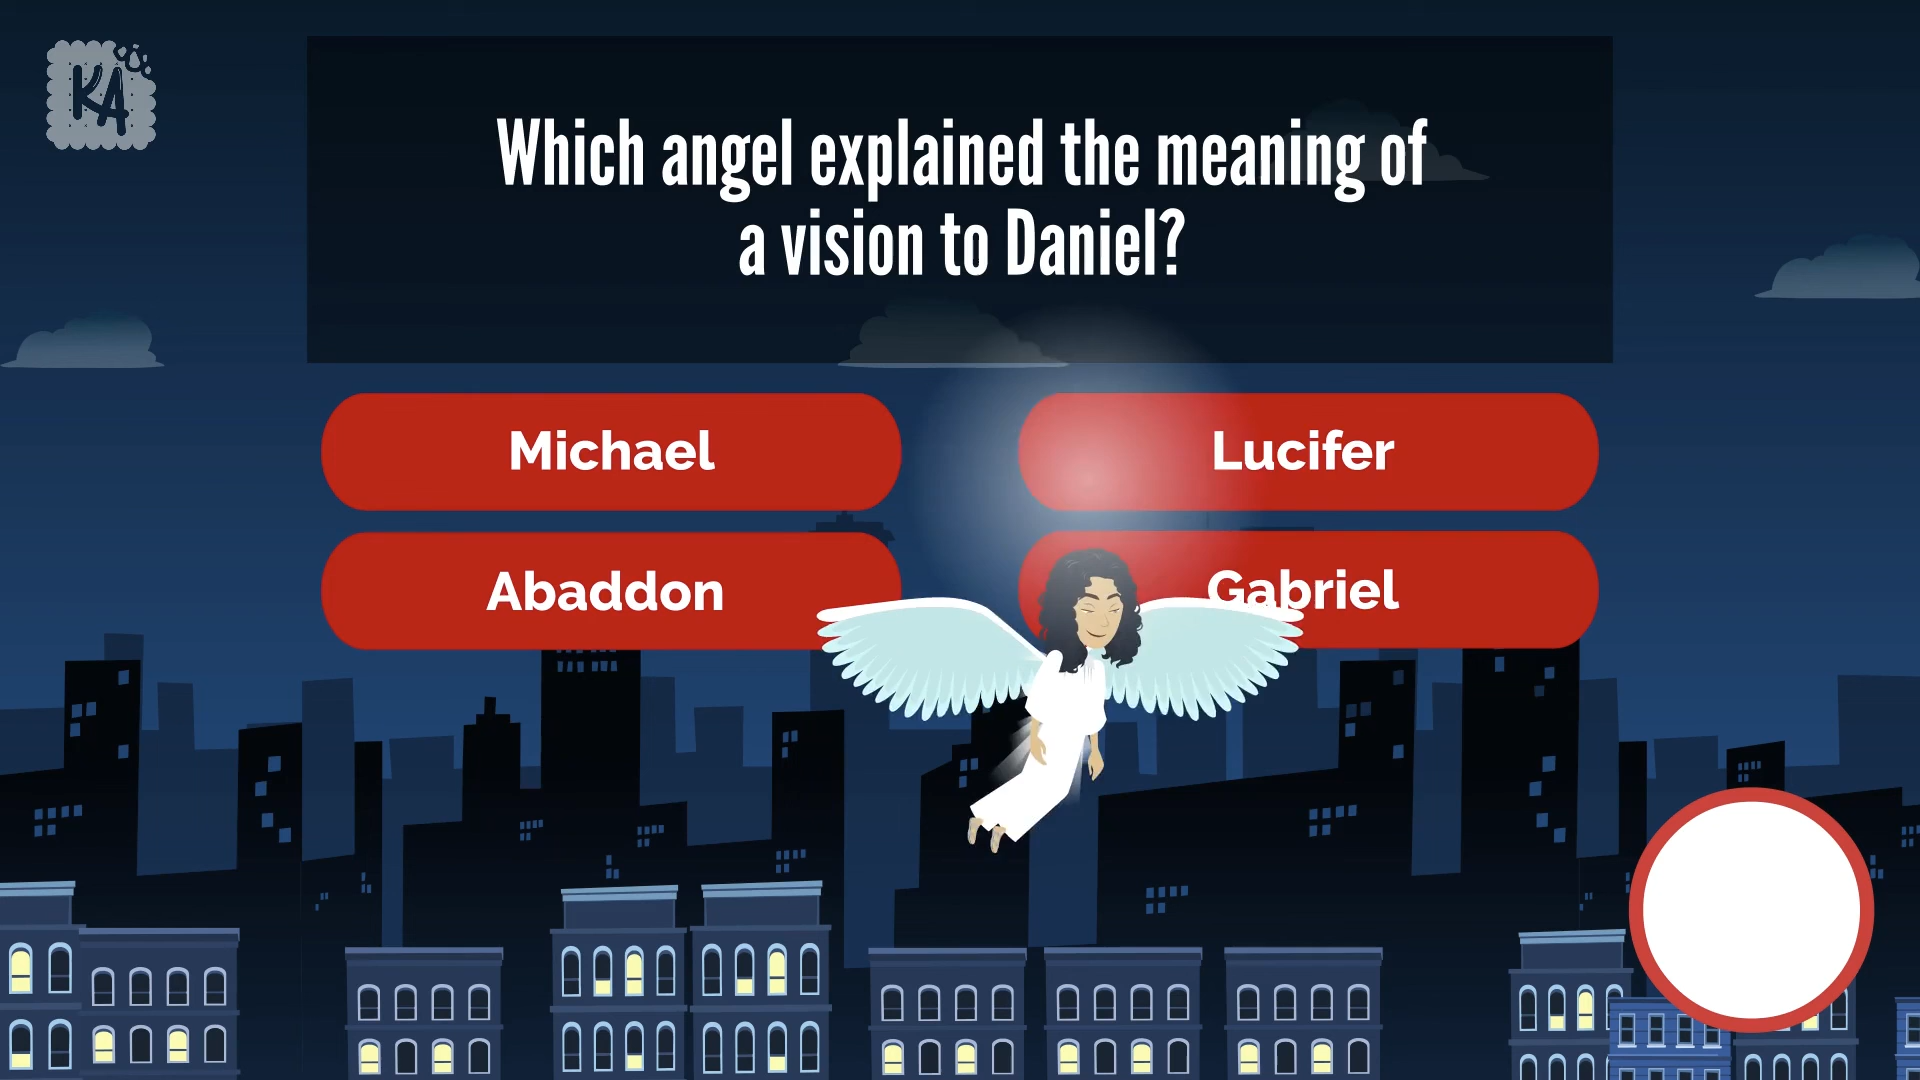 KA
Which angel explained the meaning of
a vision to Daniel?
Michael
Lucifer
Abaddon
Gabriel